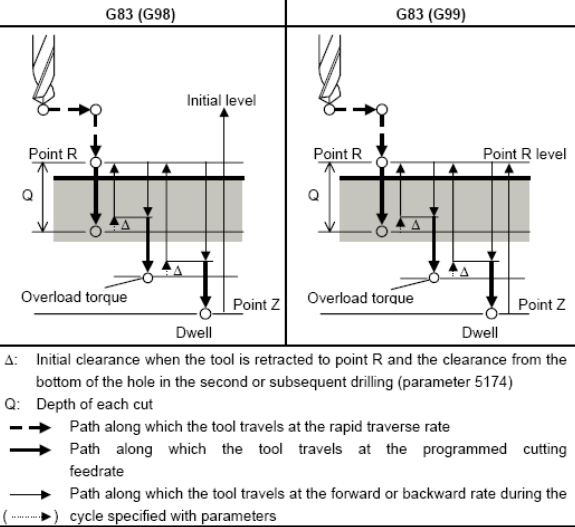 G83 (G98)
G83 (G99)
Initial level
Point R
Q
Δ
Δ
Overload torque
Point Z
Dwell
Point R
Point R level
Q
Δ
Δ
Overload torque
Point Z
Dwell
Δ: Initial clearance when the tool is retracted to point R and the clearance from the
bottom of the hole in the second or subsequent drilling (parameter 5174)
Q: Depth of each cut
Path along which the tool travels at the rapid traverse rate
Path along which the tool travels at the programmed cutting
feedrate
Path along which the tool travels at the forward or backward rate during the
( ) cycle specified with parameters